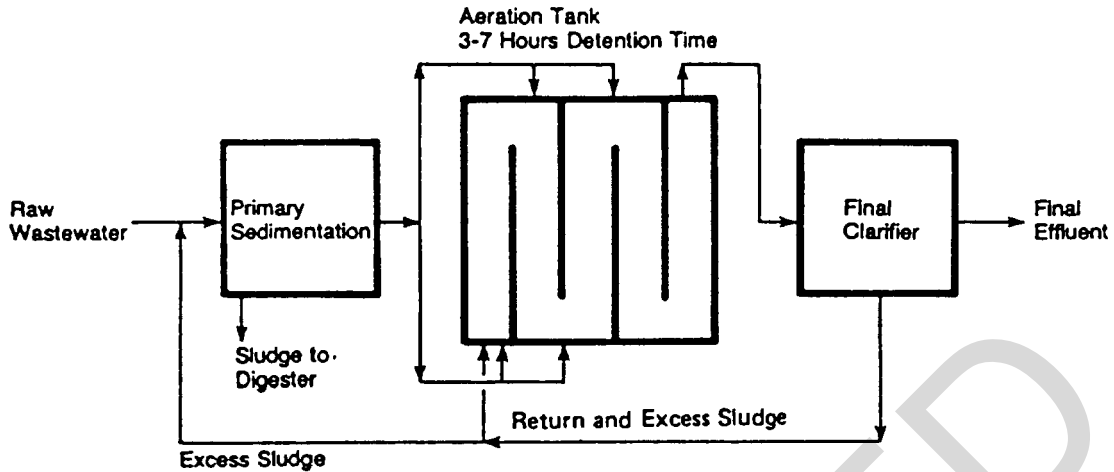 Aeration Tank
3-7 Hours Detention Time
Raw
Wastewater
Primary
Sedimentation
Final
Clarifier
Final
Effluent
Sludge to
Digester
Return and Excess Sludge
Excess Sludge